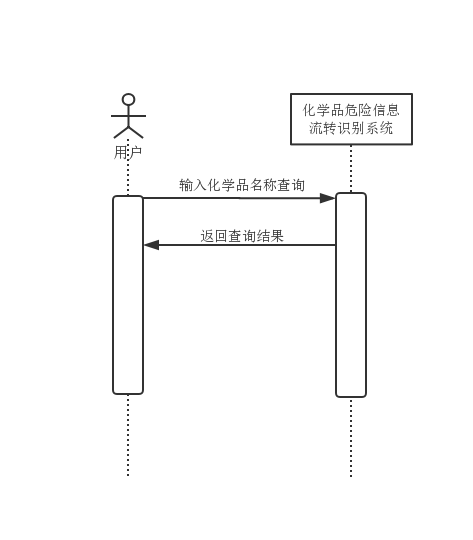 化学品危险信息
流转识别系统
用户
输入化学品名称查询
返回查询结果